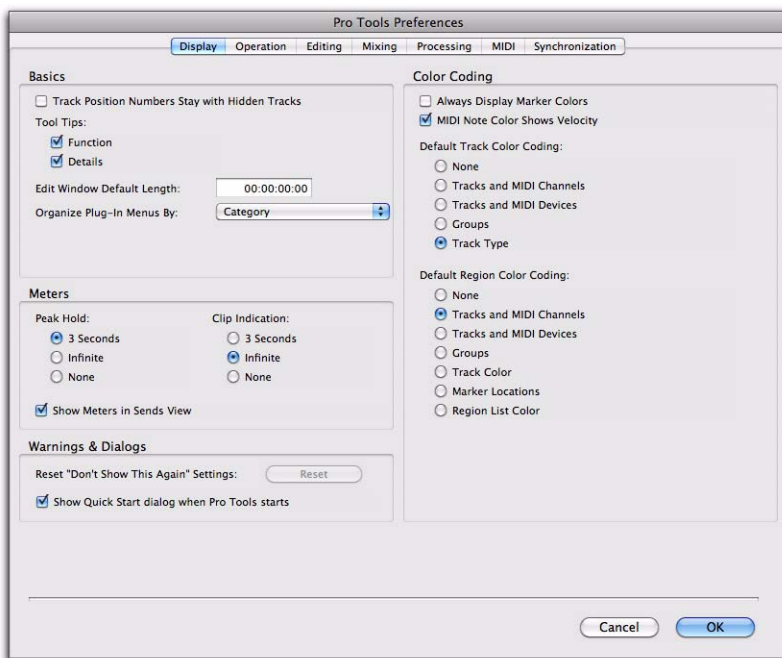 Pro Tools Preferences
Display Operation Editing Mixing Processing MIDI Synchronization
Basics
Track Position Numbers Stay with Hidden Tracks
Tool Tips:
Function
Details
Edit Window Default Length: 00:00:00:00
Organize Plug-In Menus By: Category
Meters
Peak Hold: Clip Indication:
3 Seconds 3 Seconds
Infinite Infinite
None None
Show Meters in Sends View
Warnings & Dialogs
Reset "Don't Show This Again" Settings: Reset
Show Quick Start dialog when Pro Tools starts
Color Coding
Always Display Marker Colors
MIDI Note Color Shows Velocity
Default Track Color Coding:
None
Tracks and MIDI Channels
Tracks and MIDI Devices
Groups
Track Type
Default Region Color Coding:
None
Tracks and MIDI Channels
Tracks and MIDI Devices
Groups
Track Color
Marker Locations
Region List Color
Cancel OK